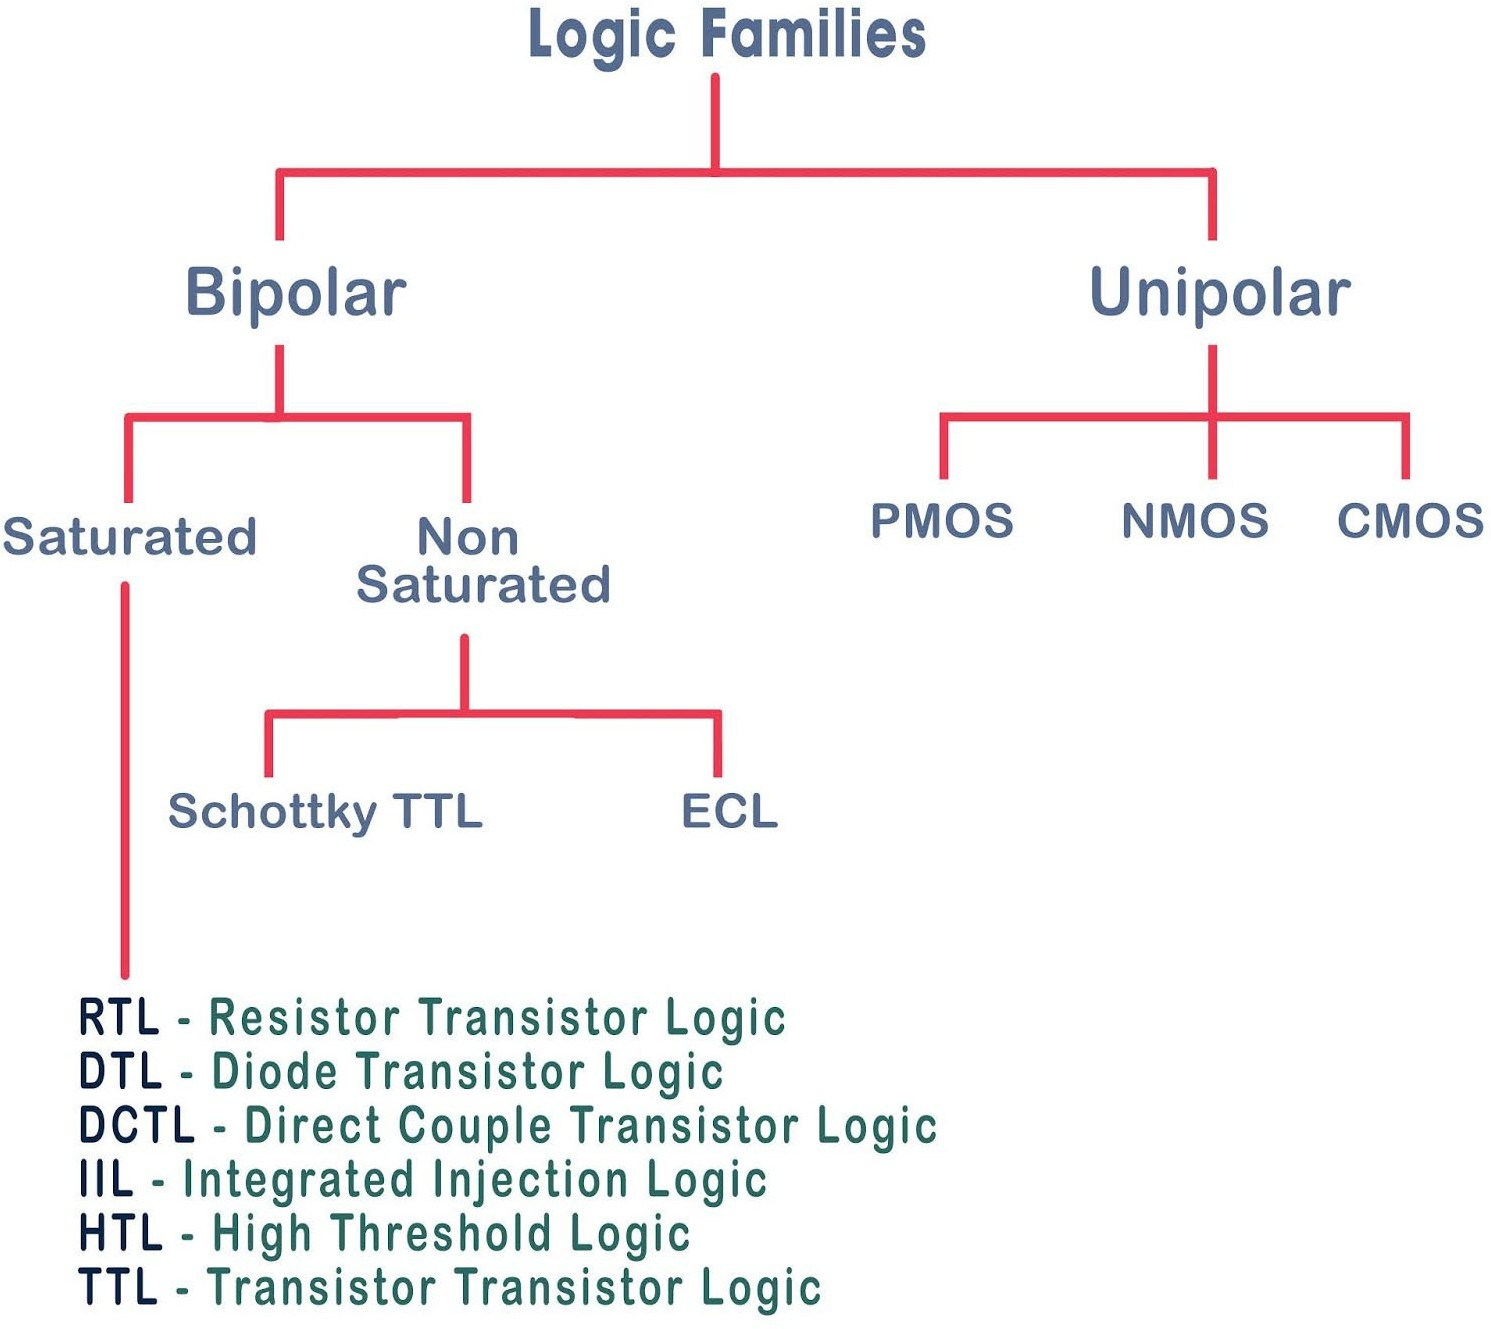 Logic Families
Bipolar
Unipolar
Saturated
Non
Saturated
PMOS
NMOS
CMOS
Schottky TTL
ECL
RTL - Resistor Transistor Logic
DTL - Diode Transistor Logic
DCTL - Direct Couple Transistor Logic
IIL - Integrated Injection Logic
HTL - High Threshold Logic
TTL - Transistor Transistor Logic